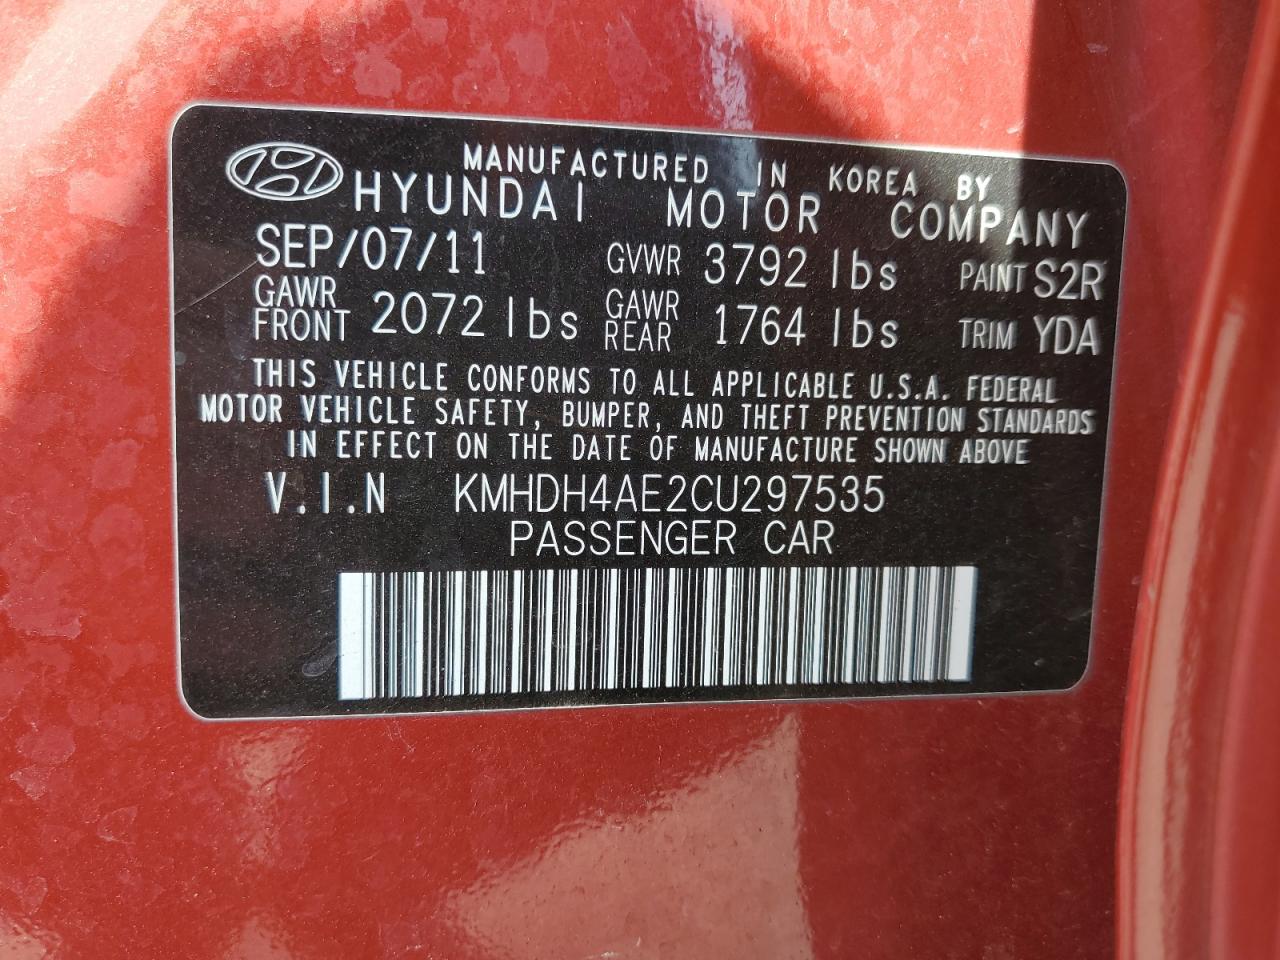 MANUFACTURED IN KOREA BY
HYUNDAI MOTOR COMPANY
SEP/07/11 GVWR 3792 lbs PAINT S2R
GAWR FRONT 2072 lbs GAWR REAR 1764 lbs TRIM YDA
THIS VEHICLE CONFORMS TO ALL APPLICABLE U.S.A. FEDERAL
MOTOR VEHICLE SAFETY, BUMPER, AND THEFT PREVENTION STANDARDS
IN EFFECT ON THE DATE OF MANUFACTURE SHOWN ABOVE
V.I.N KMHDH4AE2CU297535
PASSENGER CAR